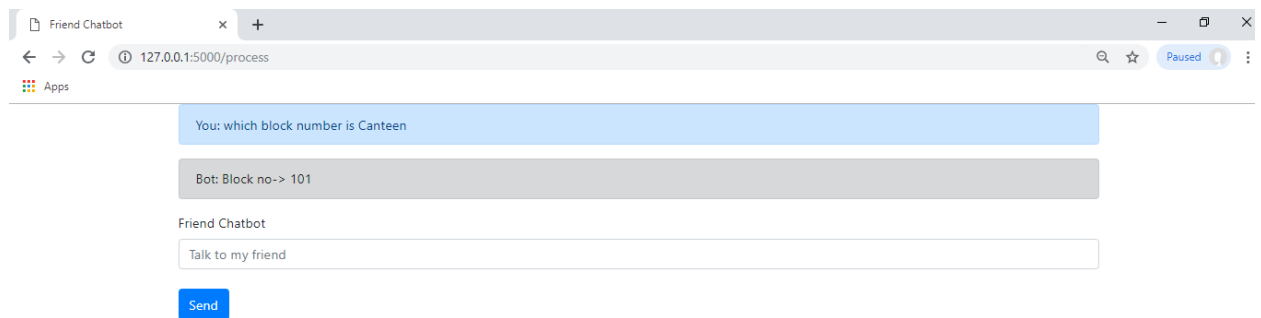 Friend Chatbot
127.0.0.1:5000/process
Paused
Apps
You: which block number is Canteen
Bot: Block no-> 101
Friend Chatbot
Talk to my friend
Send